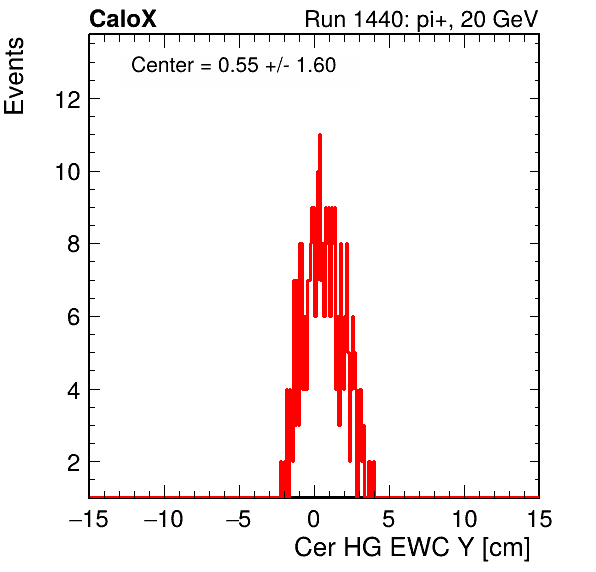 CaloX Run 1440: pi+, 20 GeV
Center = 0.55 +/- 1.60
Events
12
10
8
6
4
2
−15 −10 −5 0 5 10 15
Cer HG EWC Y [cm]